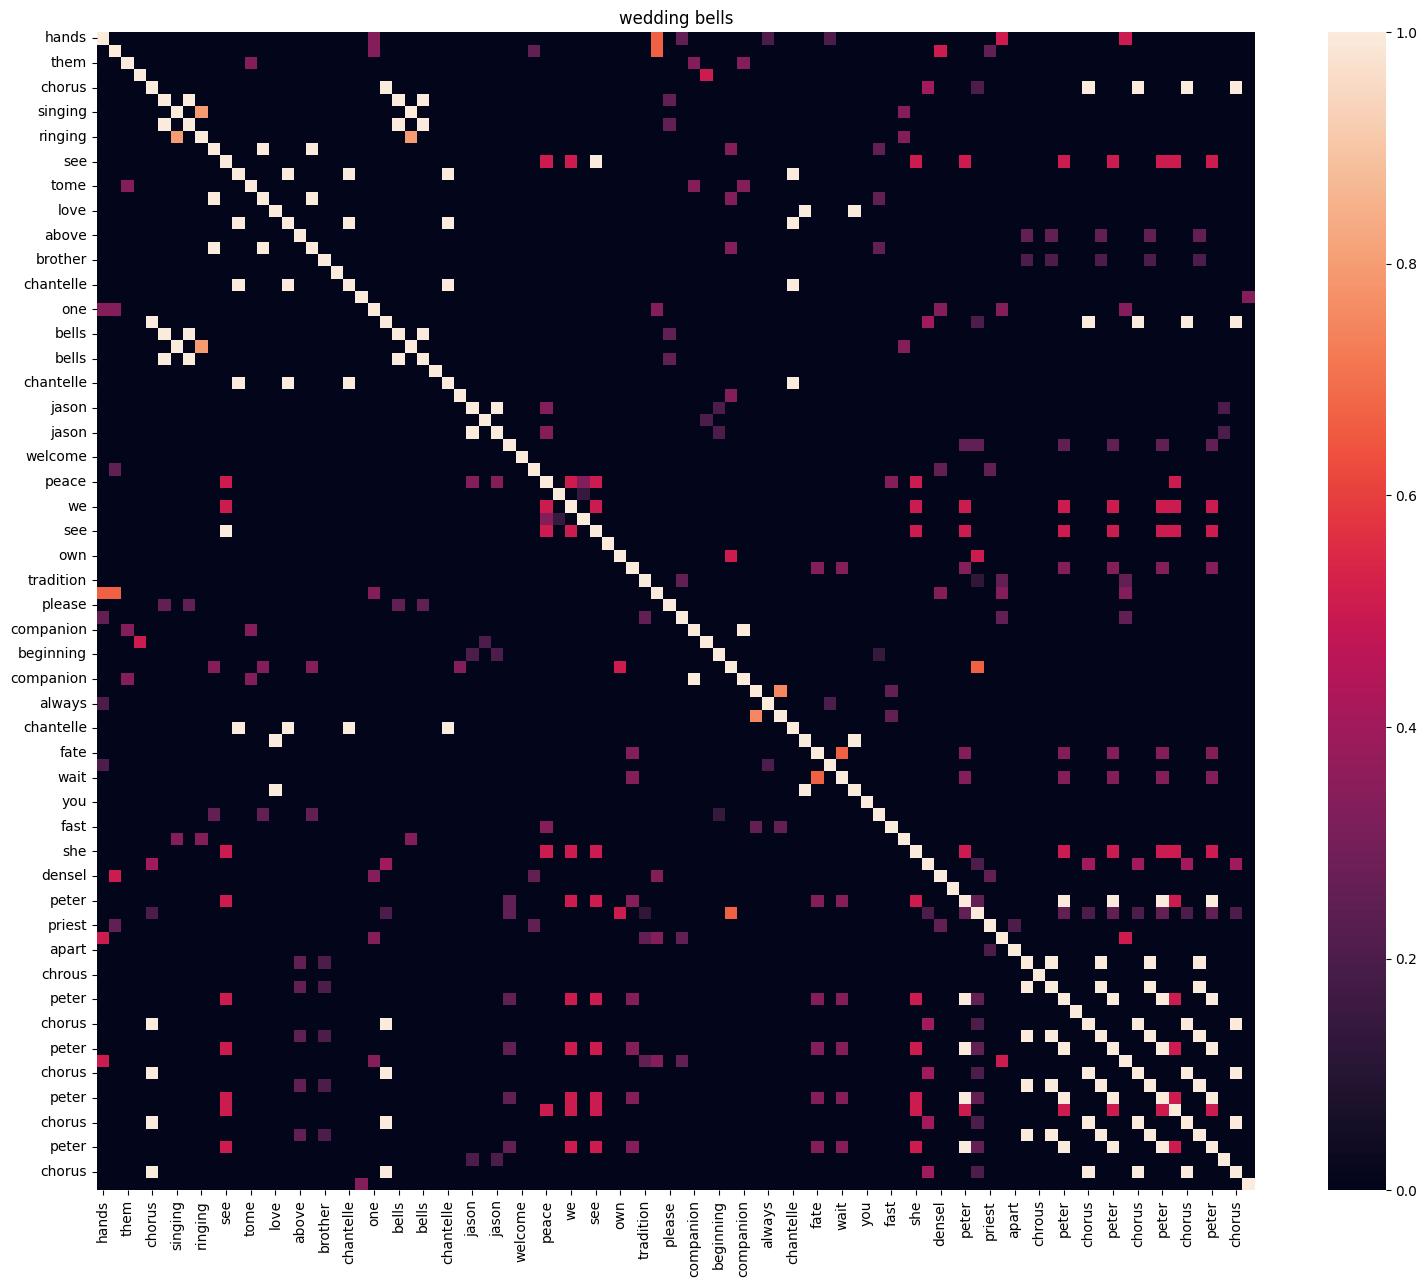 wedding bells
hands
them
chorus
singing
ringing
see
tome
love
above
brother
chantelle
one
bells
bells
chantelle
jason
jason
welcome
peace
we
see
own
tradition
please
companion
beginning
companion
always
chantelle
fate
wait
you
fast
she
densel
peter
priest
apart
chrous
peter
chorus
peter
chorus
peter
chorus
peter
chorus
1.0
0.8
0.6
0.4
0.2
0.0
hands
them
chorus
singing
ringing
see
tome
love
above
brother
chantelle
one
bells
bells
chantelle
jason
jason
welcome
peace
we
see
own
tradition
please
companion
beginning
companion
always
chantelle
fate
wait
you
fast
she
densel
peter
priest
apart
chrous
peter
chorus
peter
chorus
peter
chorus
peter
chorus